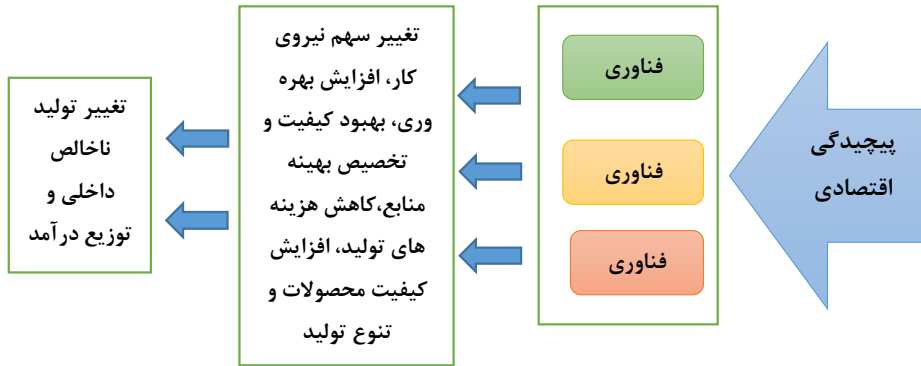 پیچیدگی
اقتصادی
فناوری
فناوری
فناوری
تغییر سهم نیروی
کار، افزایش بهره
وری، بهبود کیفیت و
تخصیص بهینه
منابع،کاهش هزینه
های تولید، افزایش
کیفیت محصولات و
تنوع تولید
تغییر تولید
ناخالص
داخلی و
توزیع درآمد